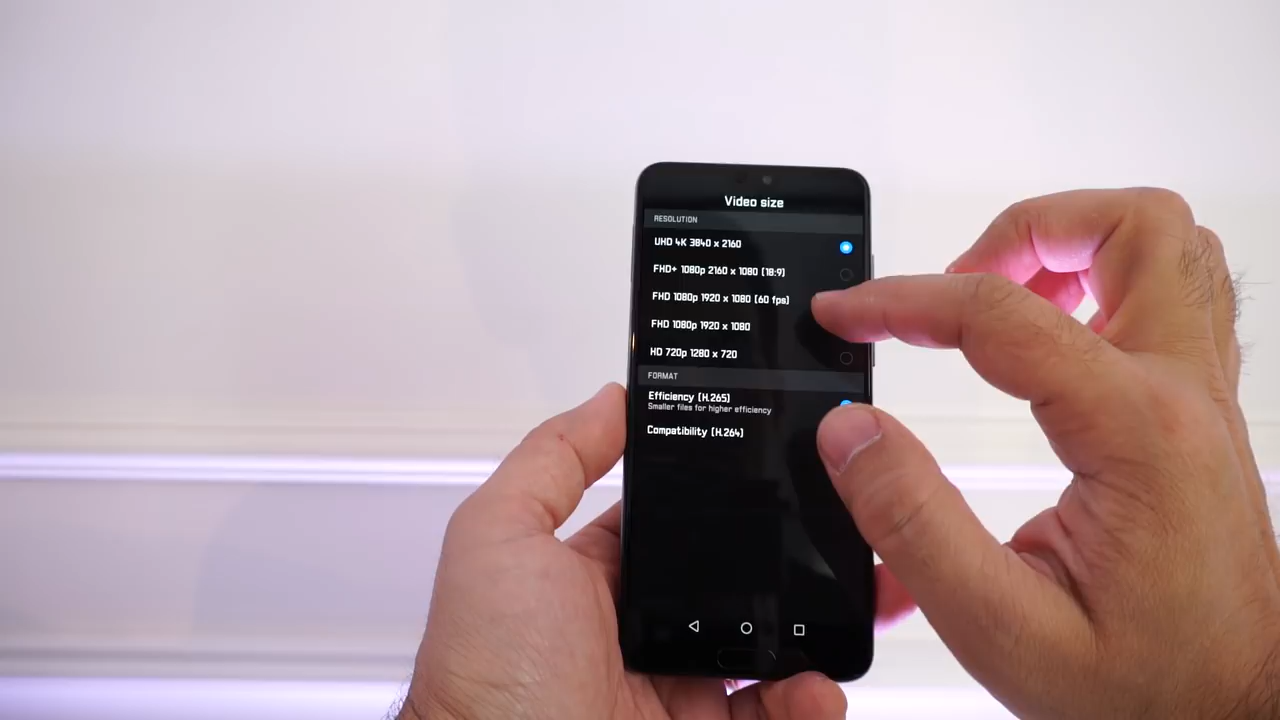 Video size
RESOLUTION
UHD 4K 3840 x 2160
FHD+ 1080p 2160 x 1080 (18:9)
FHD 1080p 1920 x 1080 (60 fps)
FHD 1080p 1920 x 1080
HD 720p 1280 x 720
FORMAT
Efficiency (H.265)
Smaller files for higher efficiency
Compatibility (H.264)